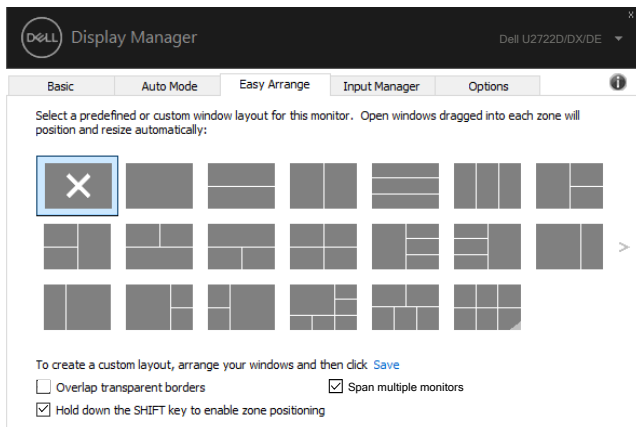 x
DELL Display Manager
Dell U2722D/DX/DE
Basic Auto Mode Easy Arrange Input Manager Options
Select a predefined or custom window layout for this monitor. Open windows dragged into each zone will
position and resize automatically:
To create a custom layout, arrange your windows and then click Save
Overlap transparent borders Span multiple monitors
Hold down the SHIFT key to enable zone positioning